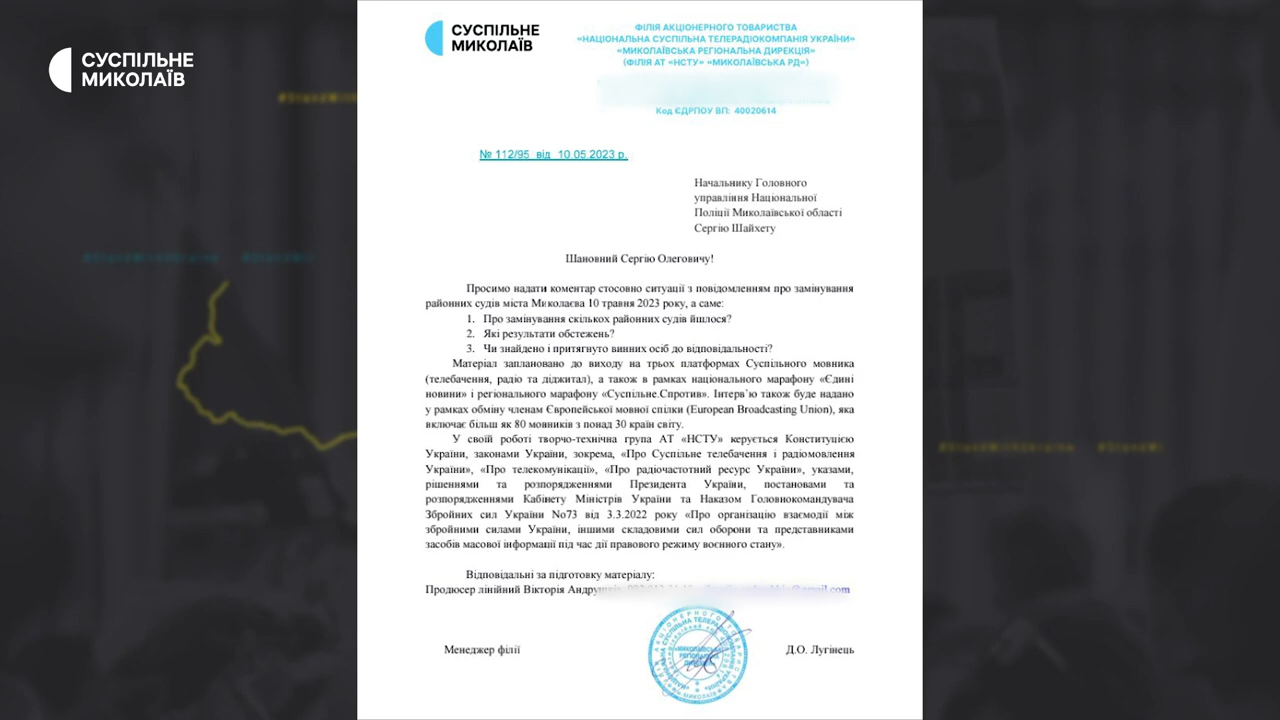 СУСПІЛЬНЕ
МИКОЛАЇВ
СУСПІЛЬНЕ
МИКОЛАЇВ
ФІЛІЯ АКЦІОНЕРНОГО ТОВАРИСТВА
«НАЦІОНАЛЬНА СУСПІЛЬНА ТЕЛЕРАДІОКОМПАНІЯ УКРАЇНИ»
«МИКОЛАЇВСЬКА РЕГІОНАЛЬНА ДИРЕКЦІЯ»
(ФІЛІЯ АТ «НСТУ» «МИКОЛАЇВСЬКА РД»)
Код ЄДРПОУ ВП: 40020614
№ 112/95 від 10.05.2023 р.
Начальнику Головного
управління Національної
Поліції Миколаївської області
Сергію Шайхету
Шановний Сергію Олеговичу!
Просимо надати коментар стосовно ситуації з повідомленням про замінування
районних судів міста Миколаєва 10 травня 2023 року, а саме:
1. Про замінування скількох районних судів йшлося?
2. Які результати обстежень?
3. Чи знайдено і притягнуто винних осіб до відповідальності?
Матеріал заплановано до виходу на трьох платформах Суспільного мовника
(телебачення, радіо та діджитал), а також в рамках національного марафону «Єдині
новини» і регіонального марафону «Суспільне.Спротив». Інтерв`ю також буде надано
у рамках обміну членам Європейської мовної спілки (European Broadcasting Union), яка
включає більш як 80 мовників з понад 30 країн світу.
У своїй роботі творчо-технічна група АТ «НСТУ» керується Конституцією
України, законами України, зокрема, «Про Суспільне телебачення і радіомовлення
України», «Про телекомунікації», «Про радіочастотний ресурс України», указами,
рішеннями та розпорядженнями Президента України, постановами та
розпорядженнями Кабінету Міністрів України та Наказом Головнокомандувача
Збройних сил України No73 від 3.3.2022 року «Про організацію взаємодії між
збройними силами України, іншими складовими сил оборони та представниками
засобів масової інформації під час дії правового режиму воєнного стану».
Відповідальні за підготовку матеріалу:
Продюсер лінійний Вікторія
Менеджер філії
Д.О. Лугінець